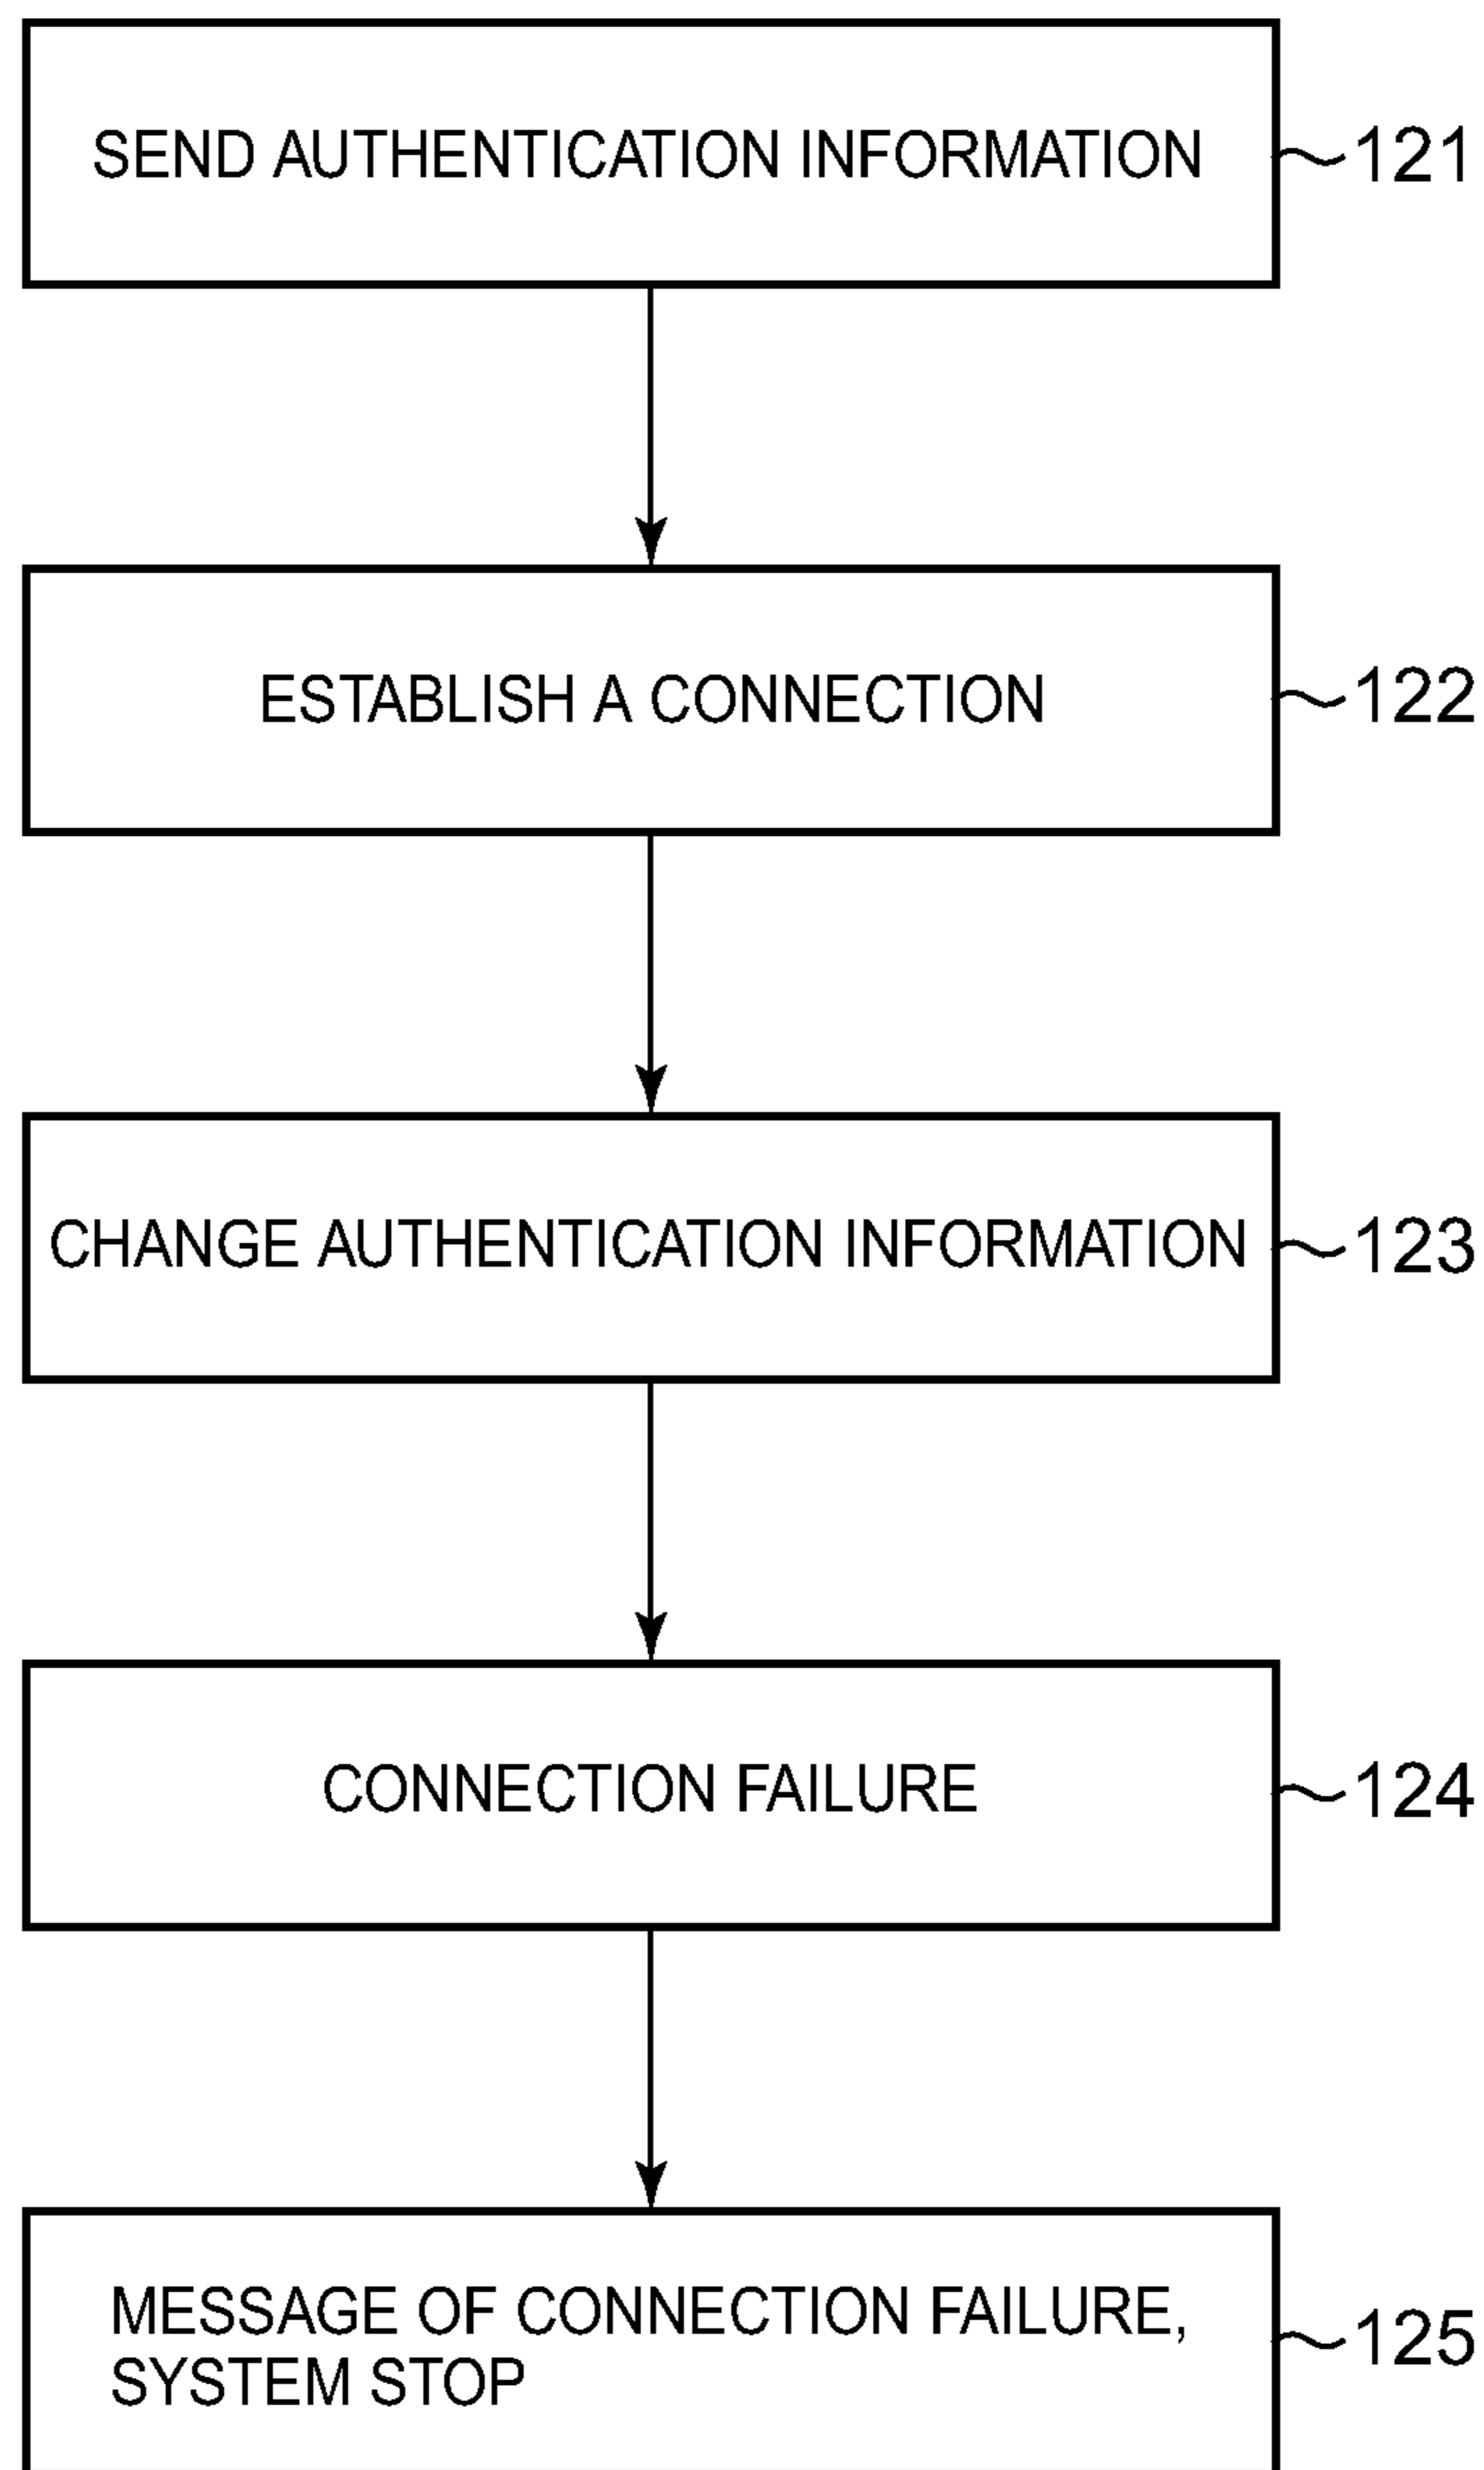 SEND AUTHENTICATION INFORMATION
121
ESTABLISH A CONNECTION
122
CHANGE AUTHENTICATION INFORMATION
123
CONNECTION FAILURE
124
MESSAGE OF CONNECTION FAILURE,
SYSTEM STOP
125